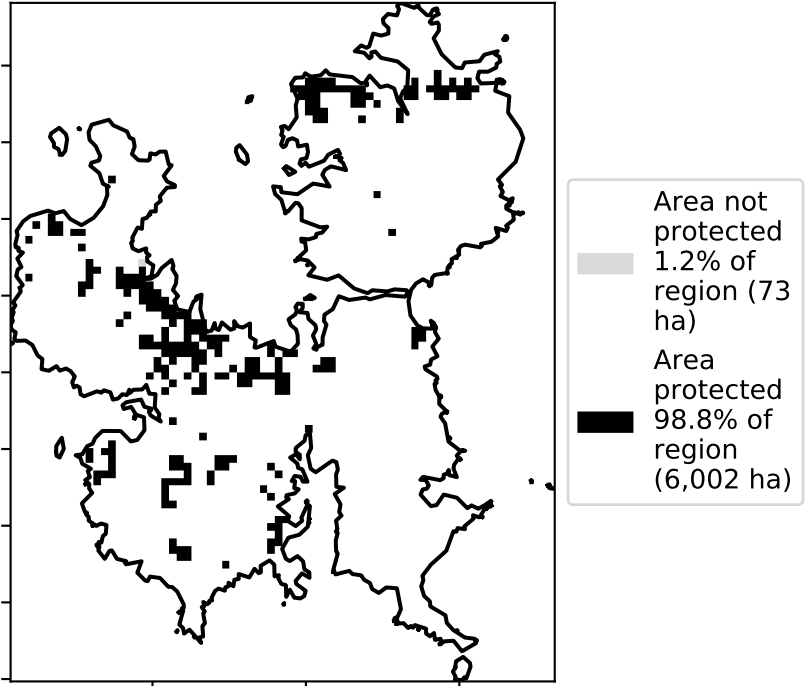 Area not
protected
1.2% of
region (73
ha)
Area
protected
98.8% of
region
(6,002 ha)